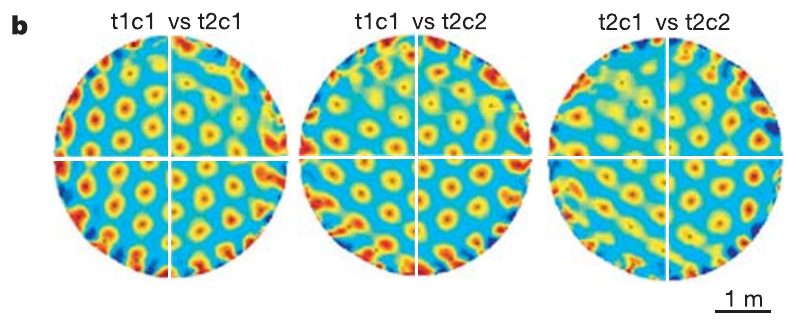 b
t1c1 vs t2c1
t1c1 vs t2c2
t2c1 vs t2c2
1 m